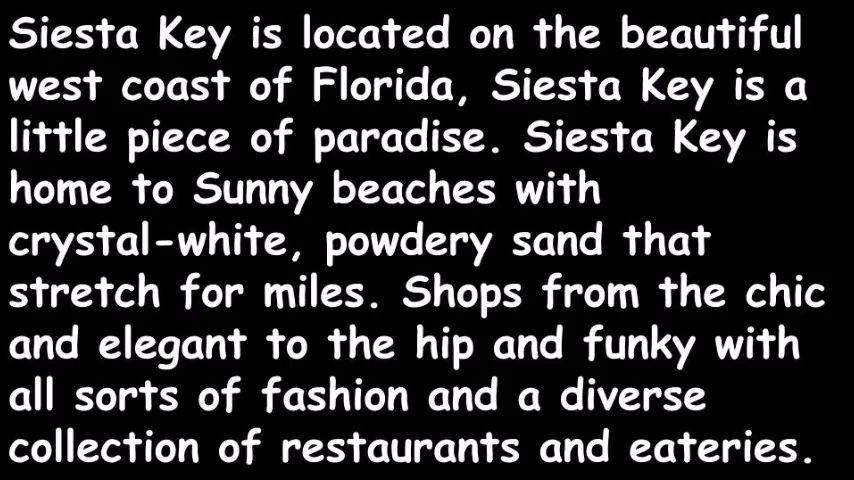 Siesta Key is located on the beautiful
west coast of Florida, Siesta Key is a
little piece of paradise. Siesta Key is
home to Sunny beaches with
crystal-white, powdery sand that
stretch for miles. Shops from the chic
and elegant to the hip and funky with
all sorts of fashion and a diverse
collection of restaurants and eateries.